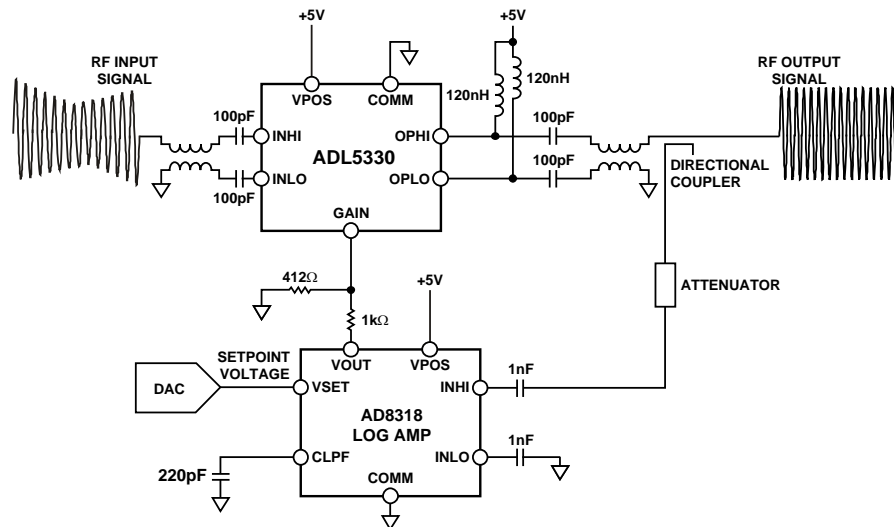 +5V
+5V
RF INPUT
SIGNAL
RF OUTPUT
SIGNAL
120nH
120nH
VPOS
COMM
100pF
100pF
INHI
OPHI
ADL5330
DIRECTIONAL
COUPLER
INLO
OPLO
100pF
100pF
GAIN
412Ω
+5V
ATTENUATOR
1kΩ
SETPOINT
VOLTAGE
VOUT
VPOS
1nF
DAC
VSET
INHI
AD8318
LOG AMP
1nF
CLPF
INLO
220pF
COMM